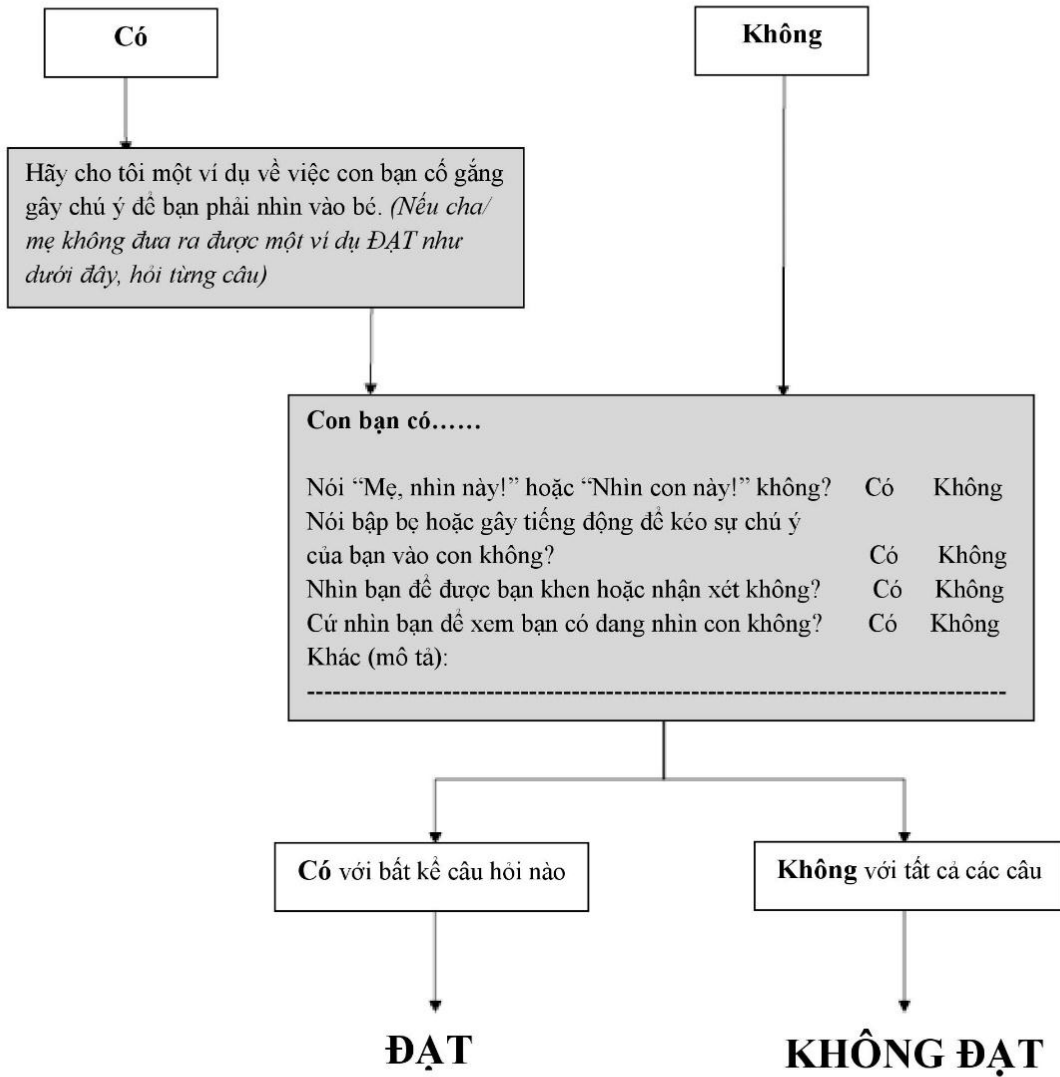 Có
Không
Hãy cho tôi một ví dụ về việc con bạn cố gắng
gây chú ý để bạn phải nhìn vào bé. (Nếu cha/
mẹ không đưa ra được một ví dụ ĐẠT như
dưới đây, hỏi từng câu)
Con bạn có……
Nói “Mẹ, nhìn này!” hoặc “Nhìn con này!” không? Có Không
Nói bập bẹ hoặc gây tiếng động để kéo sự chú ý
của bạn vào con không? Có Không
Nhìn bạn để được bạn khen hoặc nhận xét không? Có Không
Cứ nhìn bạn để xem bạn có đang nhìn con không? Có Không
Khác (mô tả):
---------------------------------------------------------------------------------
Có với bất kể câu hỏi nào
Không với tất cả các câu
ĐẠT
KHÔNG ĐẠT